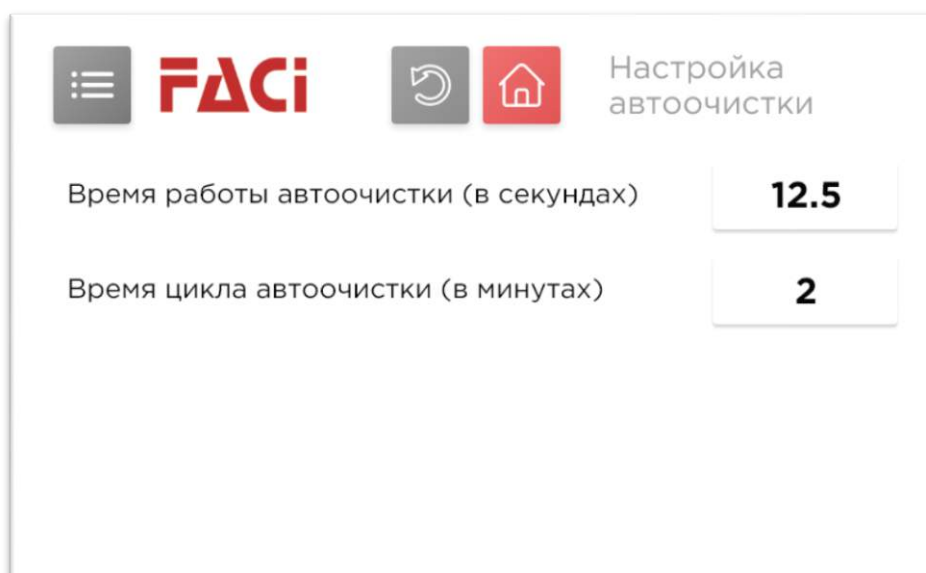 FACi
Настройка
автоочистки
Время работы автоочистки (в секундах)
12.5
Время цикла автоочистки (в минутах)
2